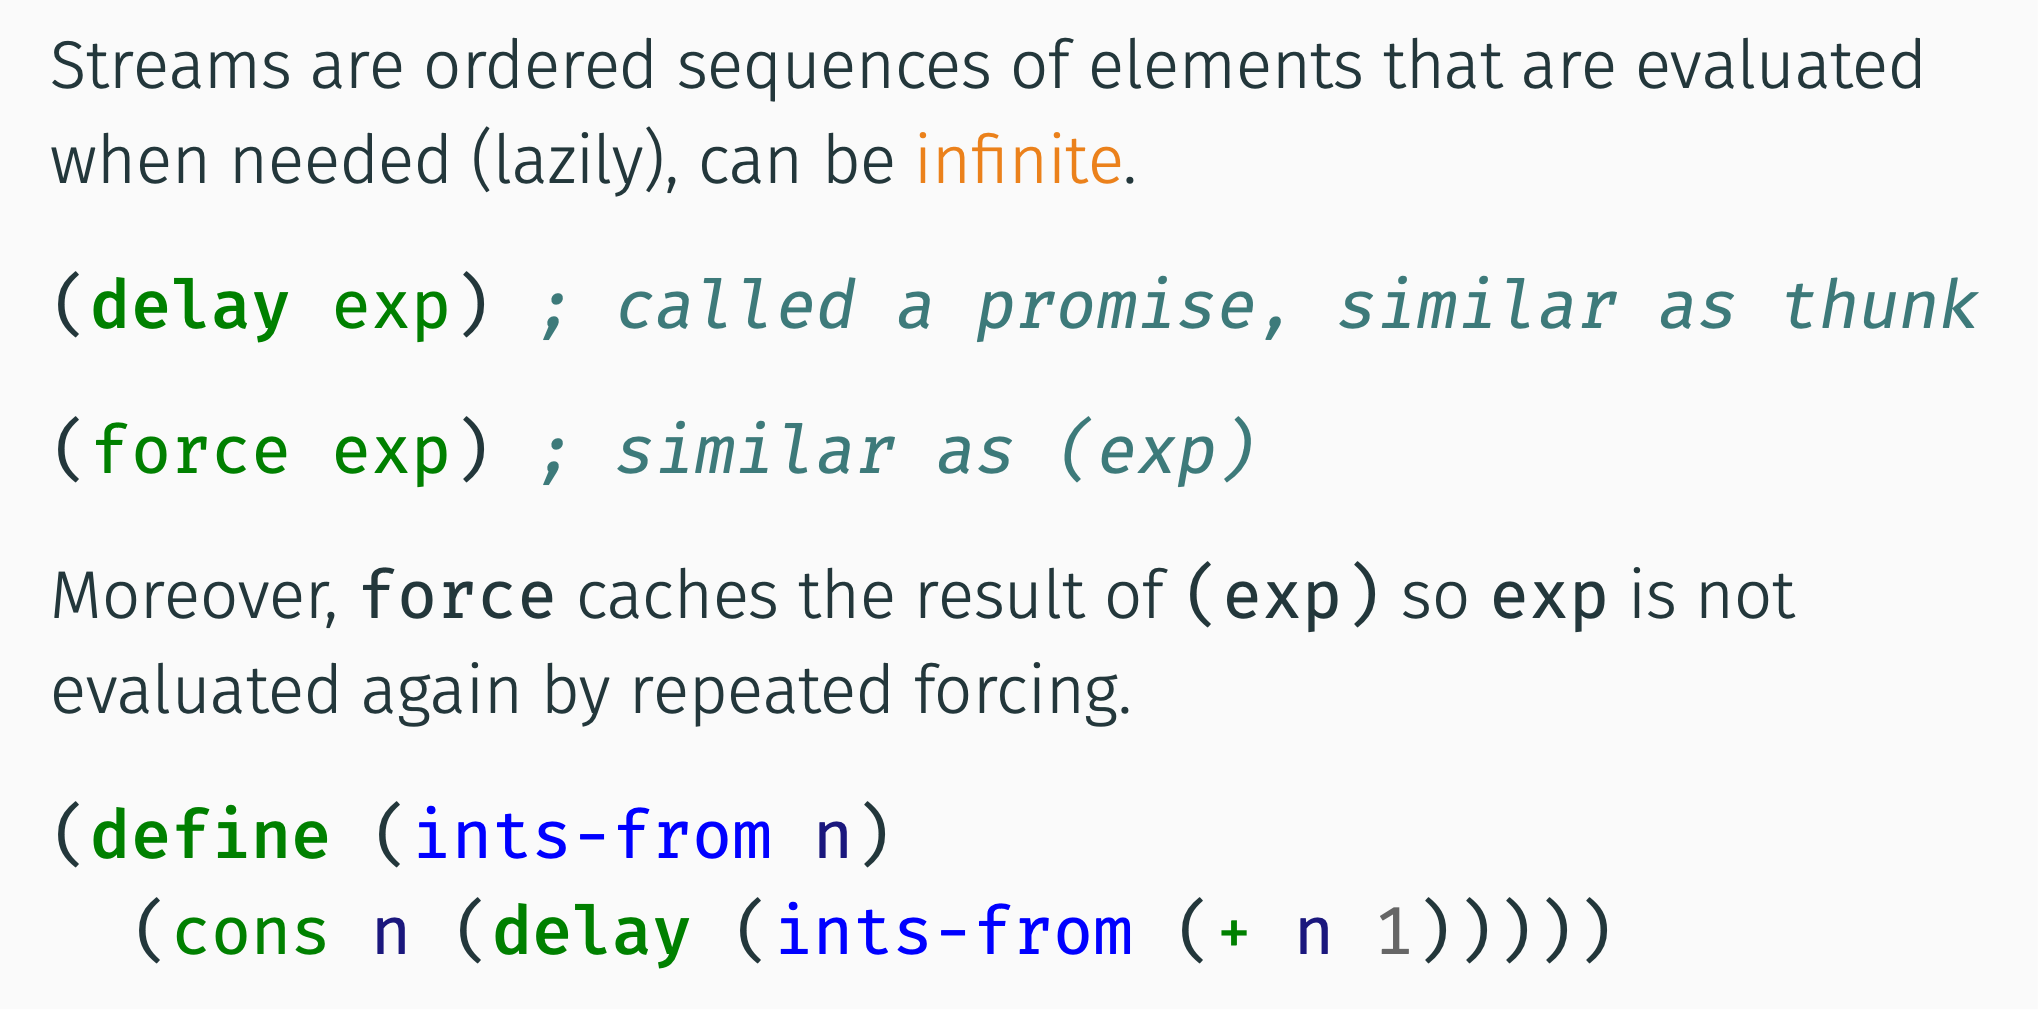 Streams are ordered sequences of elements that are evaluated
when needed (lazily), can be infinite.
(delay exp) ; called a promise, similar as thunk
(force exp) ; similar as (exp)
Moreover, force caches the result of (exp) so exp is not
evaluated again by repeated forcing.
(define (ints-from n)
  (cons n (delay (ints-from (+ n 1)))))